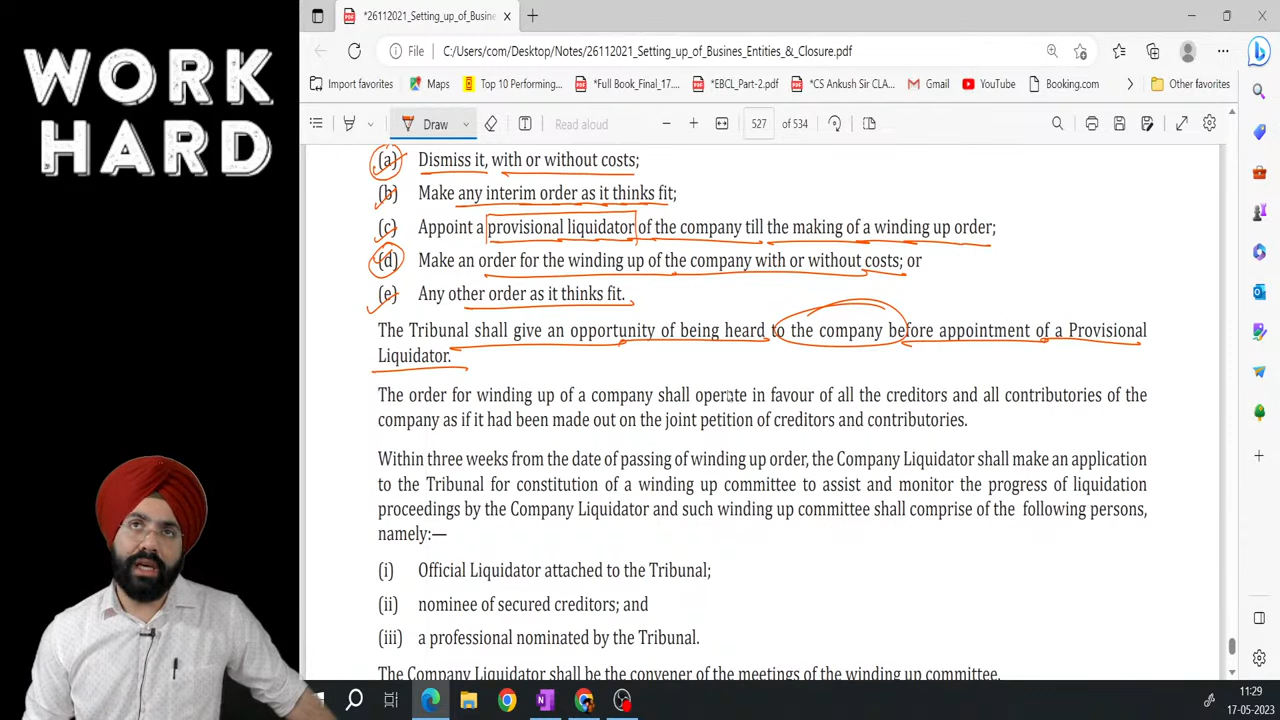 WORK
HARD
*26112021_Setting_up_of_Busine
File
C:/Users/com/Desktop/Notes/26112021_Setting_up_of_Busines_Entities_&_Closure.pdf
Import favorites
Maps
Top 10 Performing...
*Full Book_Final_17....
*EBCL_Part-2.pdf
*CS Ankush Sir CLA...
Gmail
YouTube
Booking.com
Other favorites
Draw
Read aloud
527
of 534
(a) Dismiss it, with or without costs;
(b) Make any interim order as it thinks fit;
(c) Appoint a provisional liquidator of the company till the making of a winding up order;
(d) Make an order for the winding up of the company with or without costs; or
(e) Any other order as it thinks fit.
The Tribunal shall give an opportunity of being heard to the company before appointment of a Provisional
Liquidator.
The order for winding up of a company shall operate in favour of all the creditors and all contributories of the
company as if it had been made out on the joint petition of creditors and contributories.
Within three weeks from the date of passing of winding up order, the Company Liquidator shall make an application
to the Tribunal for constitution of a winding up committee to assist and monitor the progress of liquidation
proceedings by the Company Liquidator and such winding up committee shall comprise of the following persons,
namely:—
(i) Official Liquidator attached to the Tribunal;
(ii) nominee of secured creditors; and
(iii) a professional nominated by the Tribunal.
The Company Liquidator shall be the convener of the meetings of the winding up committee.
11:29
17-05-2023